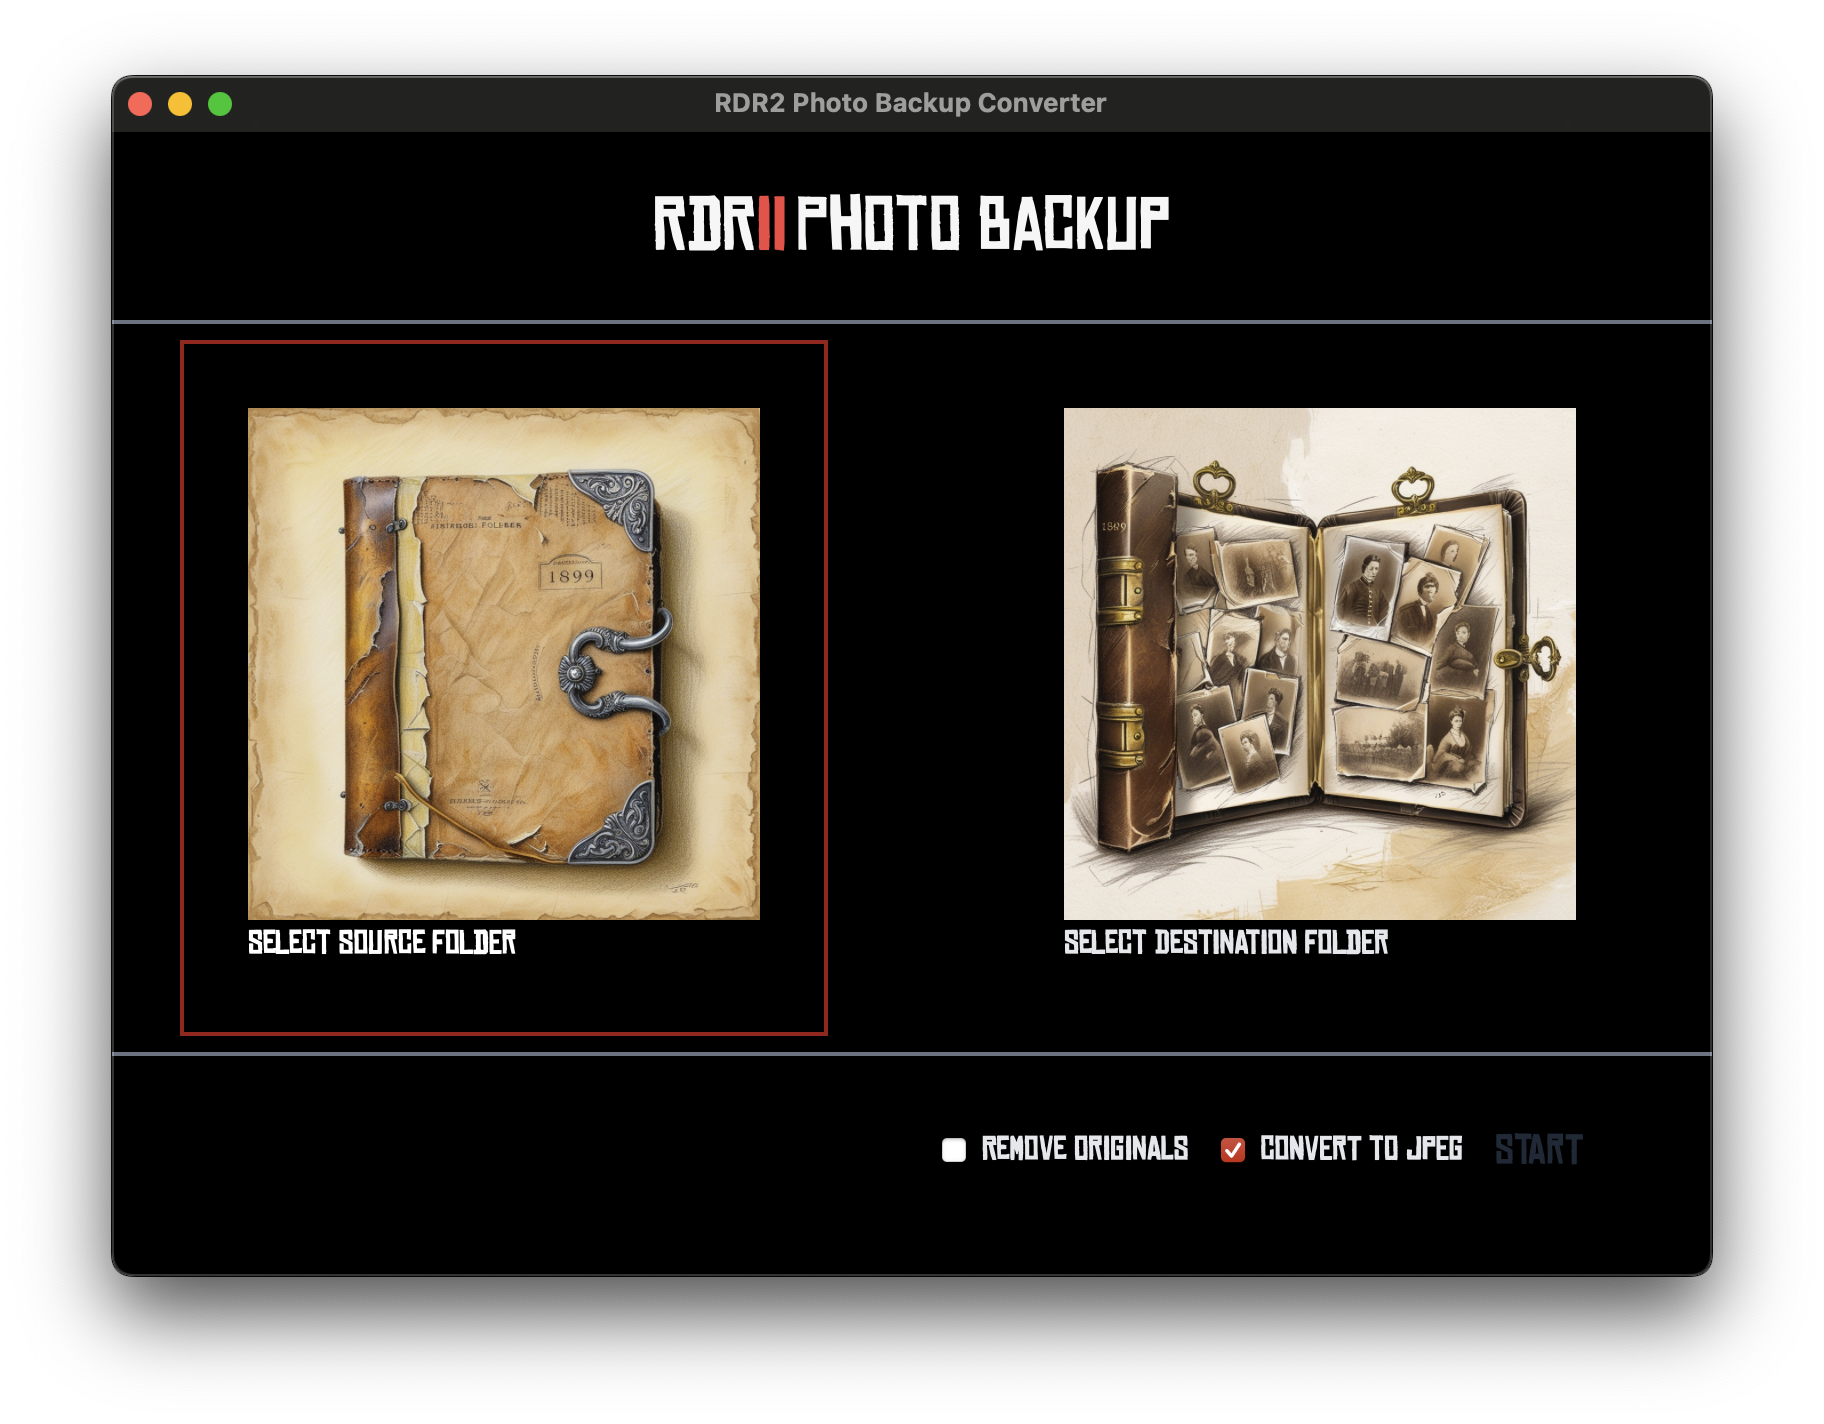 RDR2 Photo Backup Converter
RDRII PHOTO BACKUP
1899
1899
SELECT SOURCE FOLDER
SELECT DESTINATION FOLDER
REMOVE ORIGINALS
CONVERT TO JPEG
START